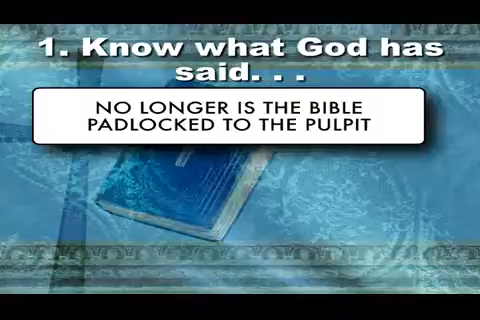 1. Know what God has
said. . .
NO LONGER IS THE BIBLE
PADLOCKED TO THE PULPIT